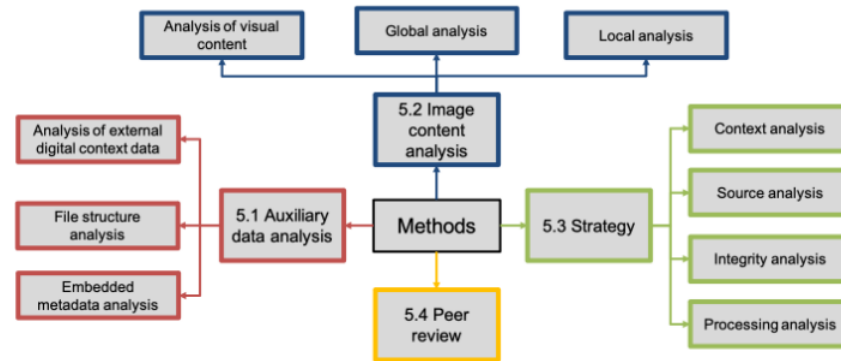 Analysis of visual
content
Global analysis
Local analysis
5.2 Image
content
analysis
Analysis of external
digital context data
File structure
analysis
Embedded
metadata analysis
5.1 Auxiliary
data analysis
Methods
5.3 Strategy
Context analysis
Source analysis
Integrity analysis
Processing analysis
5.4 Peer
review